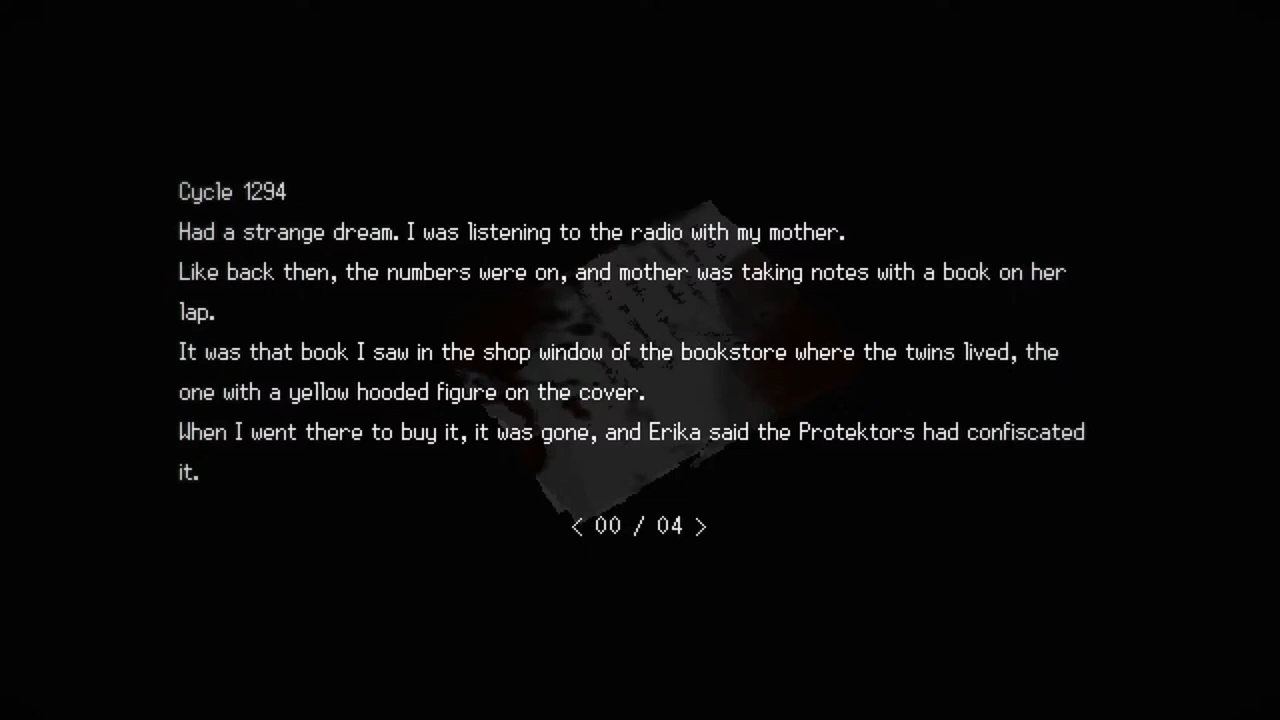 Cycle 1294
Had a strange dream. I was listening to the radio with my mother.
Like back then, the numbers were on, and mother was taking notes with a book on her
lap.
It was that book I saw in the shop window of the bookstore where the twins lived, the
one with a yellow hooded figure on the cover.
When I went there to buy it, it was gone, and Erika said the Protektors had confiscated
it.
< 00 / 04 >